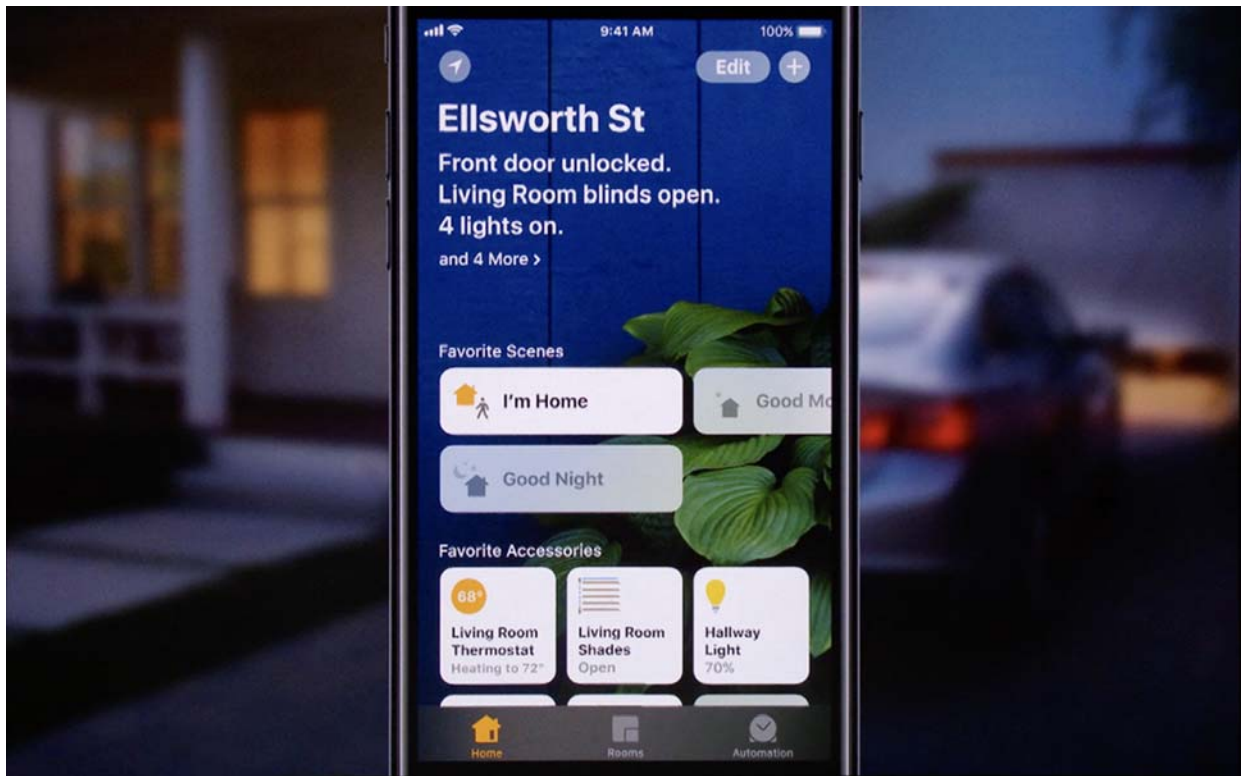 9:41 AM
100%
Edit
Ellsworth St
Front door unlocked.
Living Room blinds open.
4 lights on.
and 4 More >
Favorite Scenes
I'm Home
Good Mo
Good Night
Favorite Accessories
68°
Living Room
Thermostat
Heating to 72°
Living Room
Shades
Open
Hallway
Light
70%
Home
Rooms
Automation